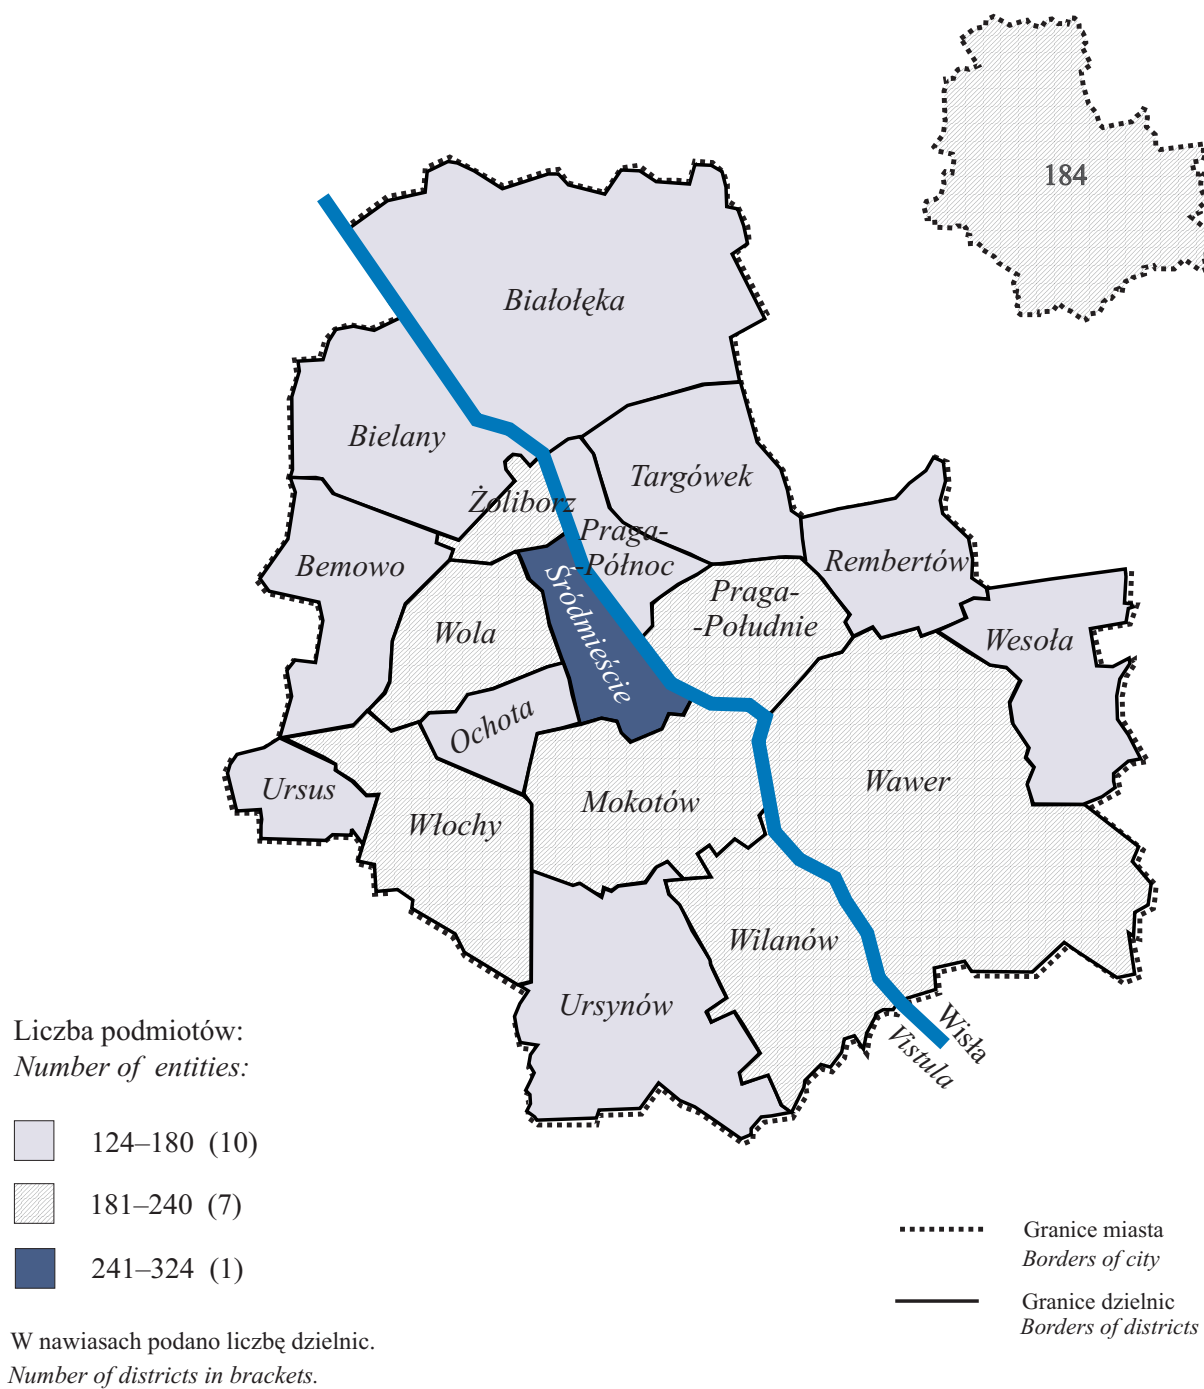 184
Białołęka
Bielany
Targówek
Żoliborz
Praga-
-Północ
Rembertów
Bemowo
Praga-
-Południe
Wola
Śródmieście
Wesoła
Ochota
Ursus
Mokotów
Wawer
Włochy
Wilanów
Ursynów
Wisła
Vistula
Liczba podmiotów:
Number of entities:
124–180 (10)
181–240 (7)
241–324 (1)
W nawiasach podano liczbę dzielnic.
Number of districts in brackets.
Granice miasta
Borders of city
Granice dzielnic
Borders of districts